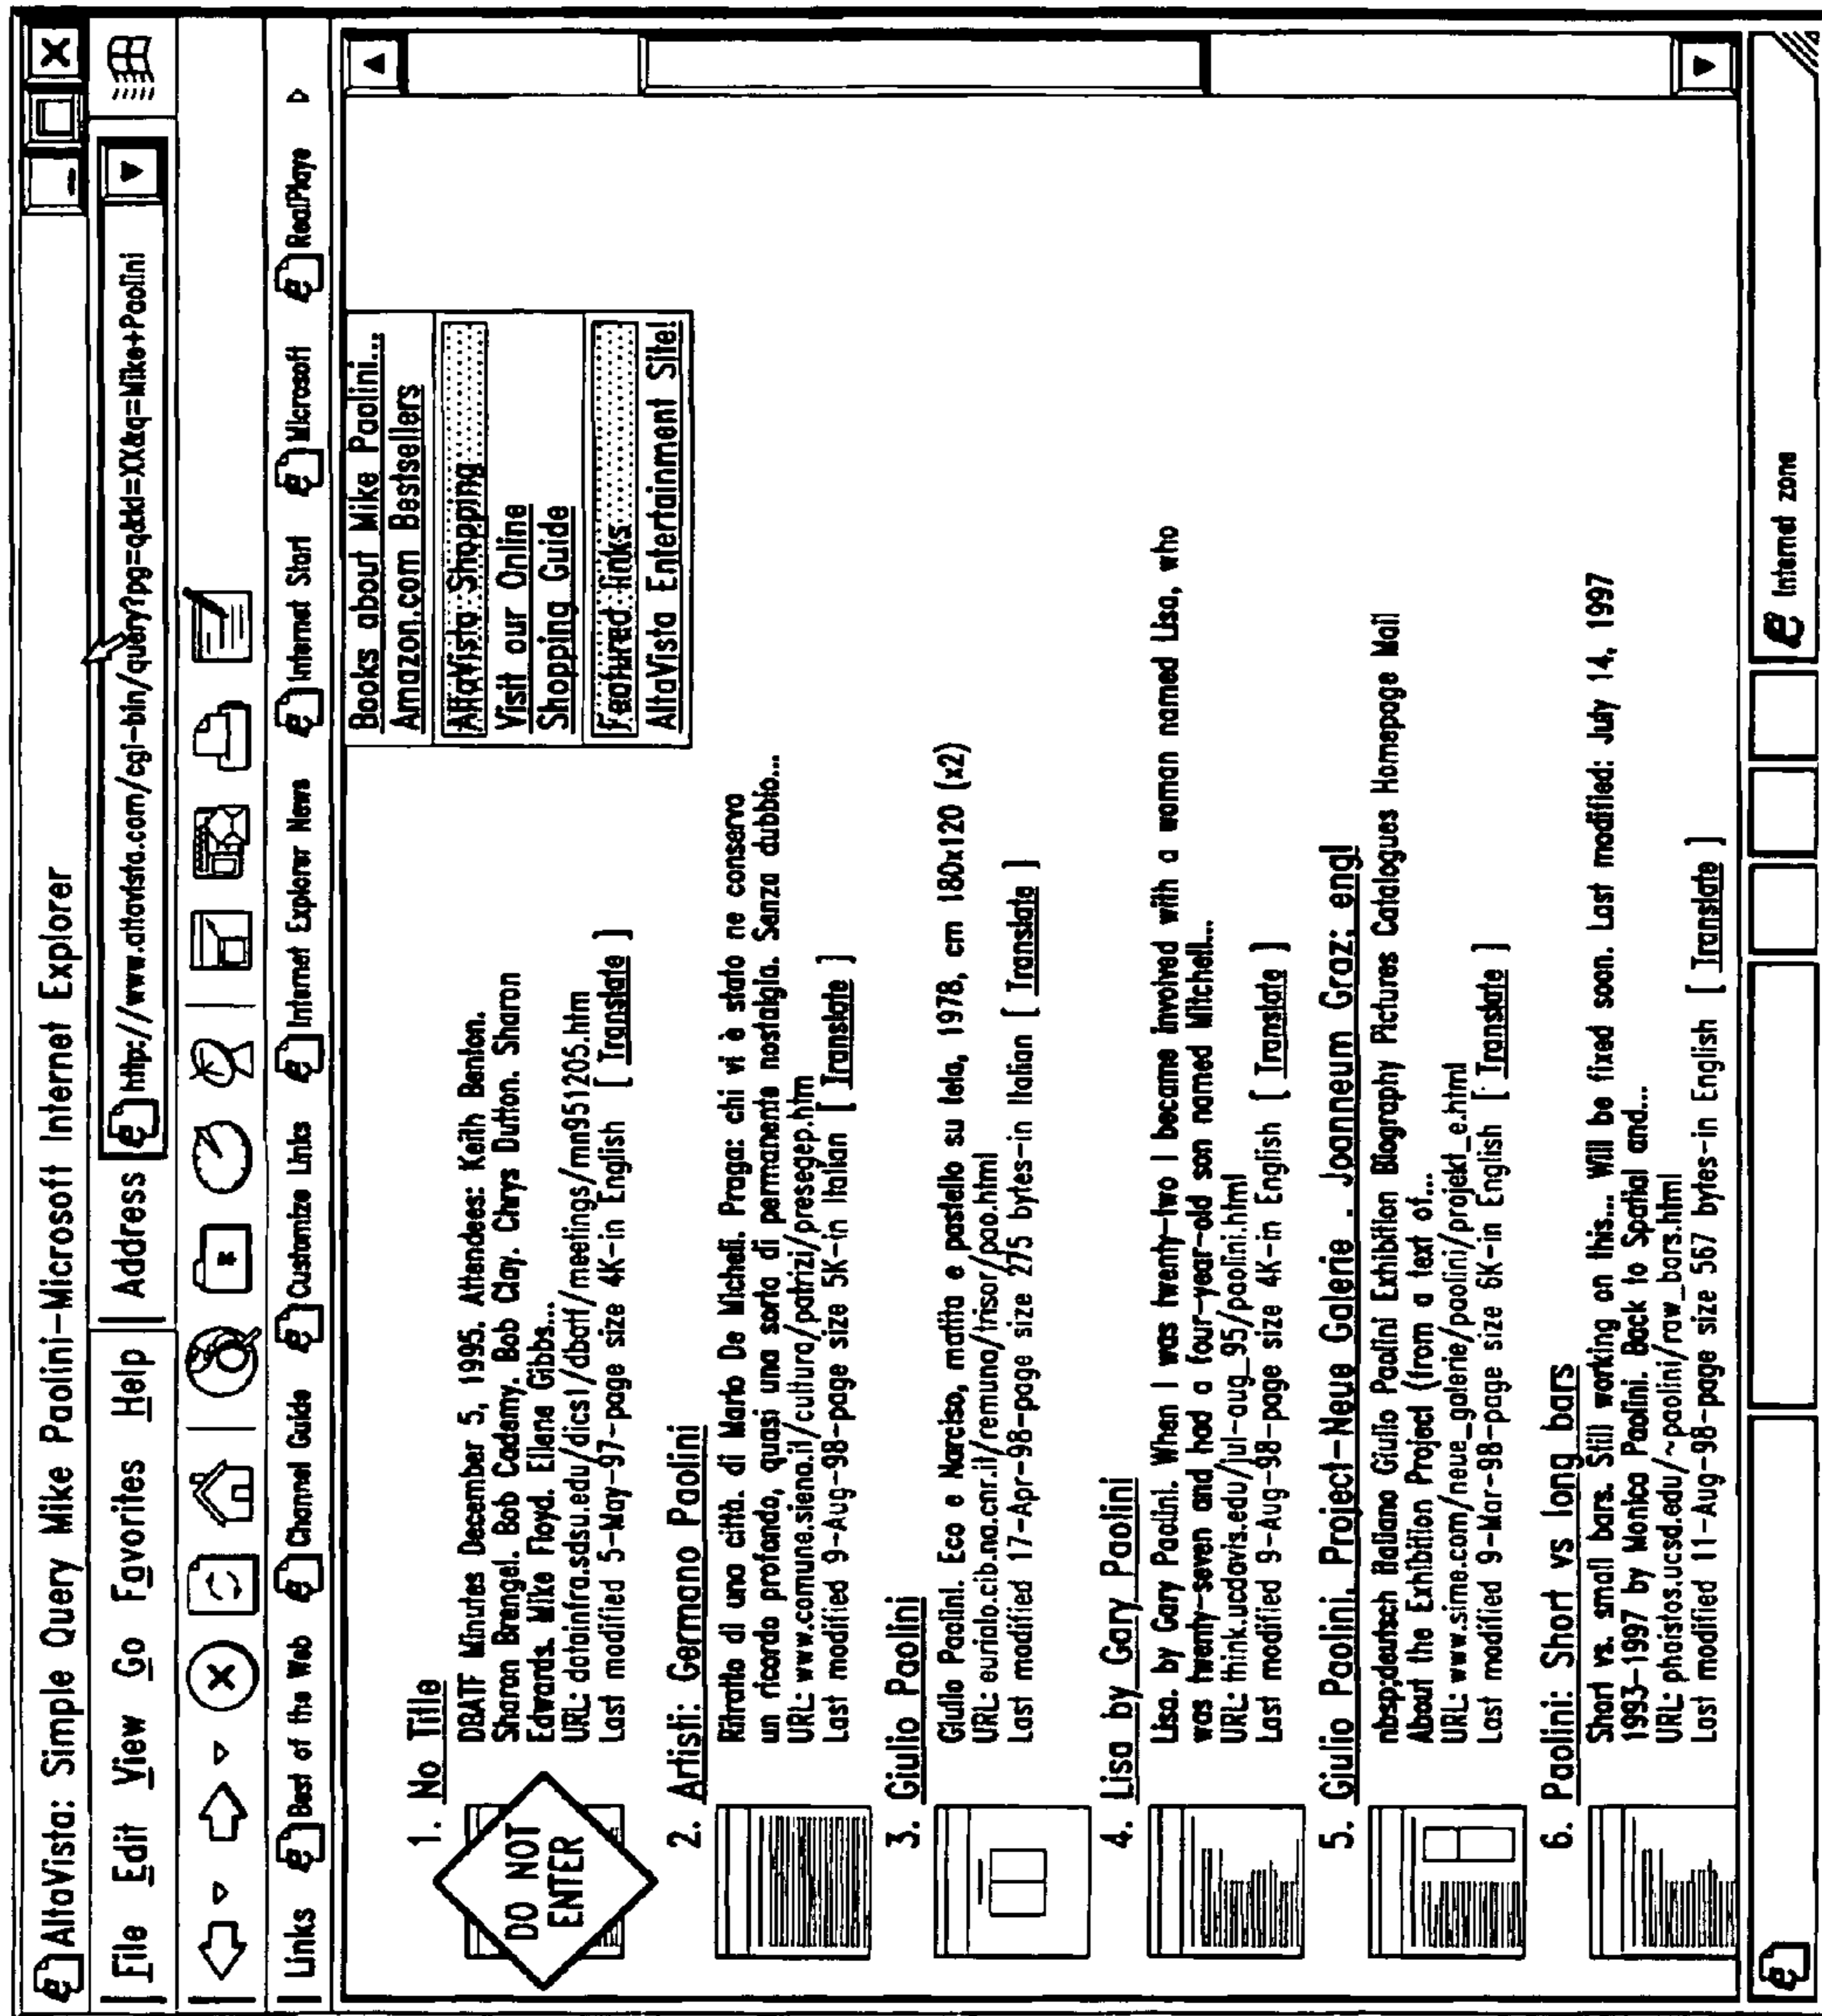 AltaVista: Simple Query Mike Paolini-Microsoft Internet Explorer
File Edit View Go Favorites Help Address http://www.altavista.com/cgi-bin/query?pg=q&kl=XX&q=Mike+Paolini
Links Best of the Web Channel Guide Customize Links Internet Explorer News Internet Start Microsoft RealPlaye
Books about Mike Paolini...
Amazon.com Bestsellers
AltaVista Shopping
Visit our Online
Shopping Guide
Featured links
AltaVista Entertainment Site!
1. No Title
DO NOT
ENTER
DBATF Minutes December 5, 1995. Attendees: Keith Benton.
Sharon Brengel. Bob Cademy. Bob Clay. Chrys Dutton. Sharon
Edwards. Mike Floyd. Ellene Gibbs...
URL: datainfra.sdsu.edu/dics1/dbatf/meetings/mn951205.htm
Last modified 5-May-97-page size 4K-in English [ Translate ]
2. Artisti: Germano Paolini
Ritratto di una città. di Mario De Micheli. Praga: chi vi è stato ne conserva
un ricordo profondo, quasi una sorta di permanente nostalgia. Senza dubbio...
URL: www.comune.siena.it/cultura/patrizi/presegep.htm
Last modified 9-Aug-98-page size 5K-in Italian [ Translate ]
3. Giulio Paolini
Giulio Paolini. Eco e Narciso, matita e pastello su tela, 1978, cm 180x120 (x2)
URL: eurialo.cib.na.cnr.it/remuna/trisor/pao.html
Last modified 17-Apr-98-page size 275 bytes-in Italian [ Translate ]
4. Lisa by Gary Paolini
Lisa. by Gary Paolini. When I was twenty-two I became involved with a woman named Lisa, who
was twenty-seven and had a four-year-old son named Mitchell...
URL: think.ucdavis.edu/jul-aug_95/paolini.html
Last modified 9-Aug-98-page size 4K-in English [ Translate ]
5. Giulio Paolini. Project-Neue Galerie . Joanneum Graz; engl
nbsp;deutsch Italiano Giulio Paolini Exhibition Biography Pictures Catalogues Homepage Mail
About the Exhibition Project (from a text of...
URL: www.sime.com/neue_galerie/paolini/projekt_e.html
Last modified 9-Mar-98-page size 6K-in English [ Translate ]
6. Paolini: Short vs long bars
Short vs. small bars. Still working on this... Will be fixed soon. Last modified: July 14, 1997
1993-1997 by Monica Paolini. Back to Spatial and...
URL: phaistos.ucsd.edu/~paolini/raw_bars.html
Last modified 11-Aug-98-page size 567 bytes-in English [ Translate ]
Internet zone